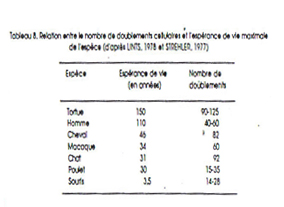 Tableau 8. Relation entre le nombre de doublements cellulaires et l'espérance de vie maximale
de l'espèce (d'après LINTS, 1978 et STREHLER, 1977)
Espèce Espérance de vie Nombre de
(en années) doublements
Tortue 150 90-125
Homme 110 40-60
Cheval 46 82
Macaque 34 60
Chat 31 92
Poulet 30 15-35
Souris 3,5 14-28